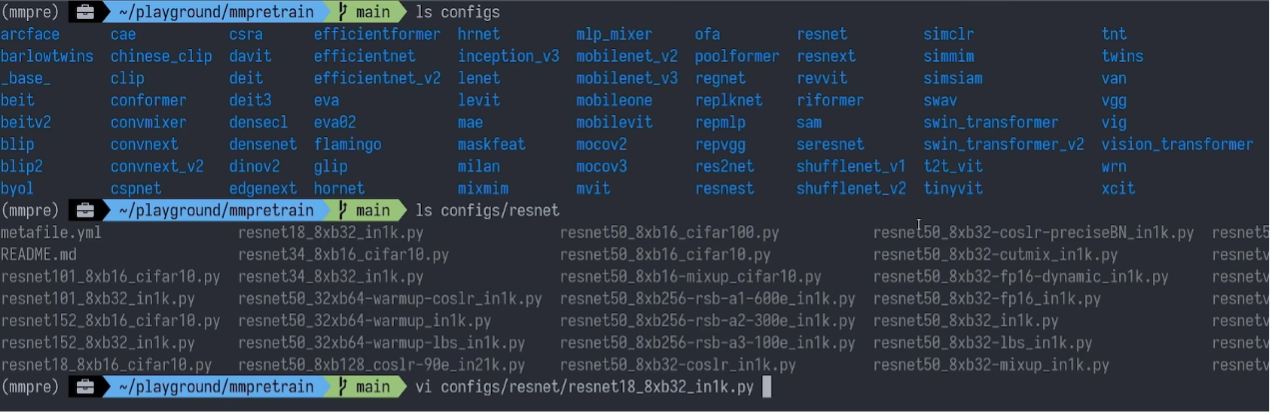 (mmpre) ~/playground/mmpretrain main ls configs
arcface cae csra efficientformer hrnet mlp_mixer ofa resnet simclr tnt
barlowtwins chinese_clip davit efficientnet inception_v3 mobilenet_v2 poolformer resnext simmim twins
_base_ clip deit efficientnet_v2 lenet mobilenet_v3 regnet revvit simsiam van
beit conformer deit3 eva levit mobileone replknet riformer swav vgg
beitv2 convmixer densecl eva02 mae mobilevit repmlp sam swin_transformer vig
blip convnext densenet flamingo maskfeat mocov2 repvgg seresnet swin_transformer_v2 vision_transformer
blip2 convnext_v2 dinov2 glip milan mocov3 res2net shufflenet_v1 t2t_vit wrn
byol cspnet edgenext hornet mixmim mvit resnest shufflenet_v2 tinyvit xcit
(mmpre) ~/playground/mmpretrain main ls configs/resnet
metafile.yml resnet18_8xb32_in1k.py resnet50_8xb16_cifar100.py resnet50_8xb32-coslr-preciseBN_in1k.py resnet5
README.md resnet34_8xb16_cifar10.py resnet50_8xb16_cifar10.py resnet50_8xb32-cutmix_in1k.py resnetv
resnet101_8xb16_cifar10.py resnet34_8xb32_in1k.py resnet50_8xb16-mixup_cifar10.py resnet50_8xb32-fp16-dynamic_in1k.py resnetv
resnet101_8xb32_in1k.py resnet50_32xb64-warmup-coslr_in1k.py resnet50_8xb256-rsb-a1-600e_in1k.py resnet50_8xb32-fp16_in1k.py resnetv
resnet152_8xb16_cifar10.py resnet50_32xb64-warmup_in1k.py resnet50_8xb256-rsb-a2-300e_in1k.py resnet50_8xb32_in1k.py resnetv
resnet152_8xb32_in1k.py resnet50_32xb64-warmup-lbs_in1k.py resnet50_8xb256-rsb-a3-100e_in1k.py resnet50_8xb32-lbs_in1k.py resnetv
resnet18_8xb16_cifar10.py resnet50_8xb128_coslr-90e_in21k.py resnet50_8xb32-coslr_in1k.py resnet50_8xb32-mixup_in1k.py resnetv
(mmpre) ~/playground/mmpretrain main vi configs/resnet/resnet18_8xb32_in1k.py